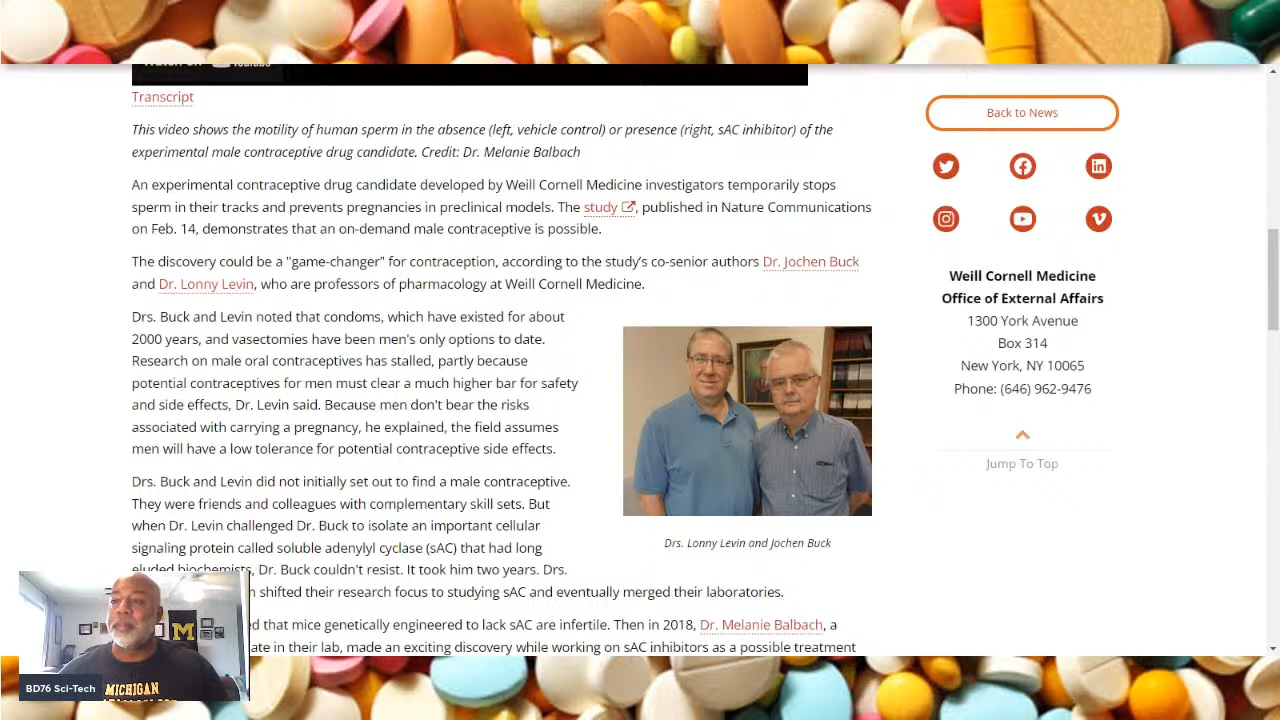 Transcript
This video shows the motility of human sperm in the absence (left, vehicle control) or presence (right, sAC inhibitor) of the
experimental male contraceptive drug candidate. Credit: Dr. Melanie Balbach
An experimental contraceptive drug candidate developed by Weill Cornell Medicine investigators temporarily stops
sperm in their tracks and prevents pregnancies in preclinical models. The study, published in Nature Communications
on Feb. 14, demonstrates that an on-demand male contraceptive is possible.
The discovery could be a "game-changer" for contraception, according to the study's co-senior authors Dr. Jochen Buck
and Dr. Lonny Levin, who are professors of pharmacology at Weill Cornell Medicine.
Drs. Buck and Levin noted that condoms, which have existed for about
2000 years, and vasectomies have been men's only options to date.
Research on male oral contraceptives has stalled, partly because
potential contraceptives for men must clear a much higher bar for safety
and side effects, Dr. Levin said. Because men don't bear the risks
associated with carrying a pregnancy, he explained, the field assumes
men will have a low tolerance for potential contraceptive side effects.
Drs. Buck and Levin did not initially set out to find a male contraceptive.
They were friends and colleagues with complementary skill sets. But
when Dr. Levin challenged Dr. Buck to isolate an important cellular
signaling protein called soluble adenylyl cyclase (sAC) that had long
eluded biochemists, Dr. Buck couldn't resist. It took him two years. Drs.
shifted their research focus to studying sAC and eventually merged their laboratories.
that mice genetically engineered to lack sAC are infertile. Then in 2018, Dr. Melanie Balbach, a
in their lab, made an exciting discovery while working on sAC inhibitors as a possible treatment
Drs. Lonny Levin and Jochen Buck
Back to News
Weill Cornell Medicine
Office of External Affairs
1300 York Avenue
Box 314
New York, NY 10065
Phone: (646) 962-9476
Jump To Top
M
MICHIGAN
BD76 Sci-Tech